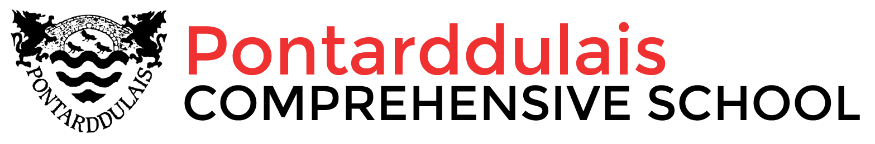 PONTARDDULAIS
Pontarddulais
COMPREHENSIVE SCHOOL